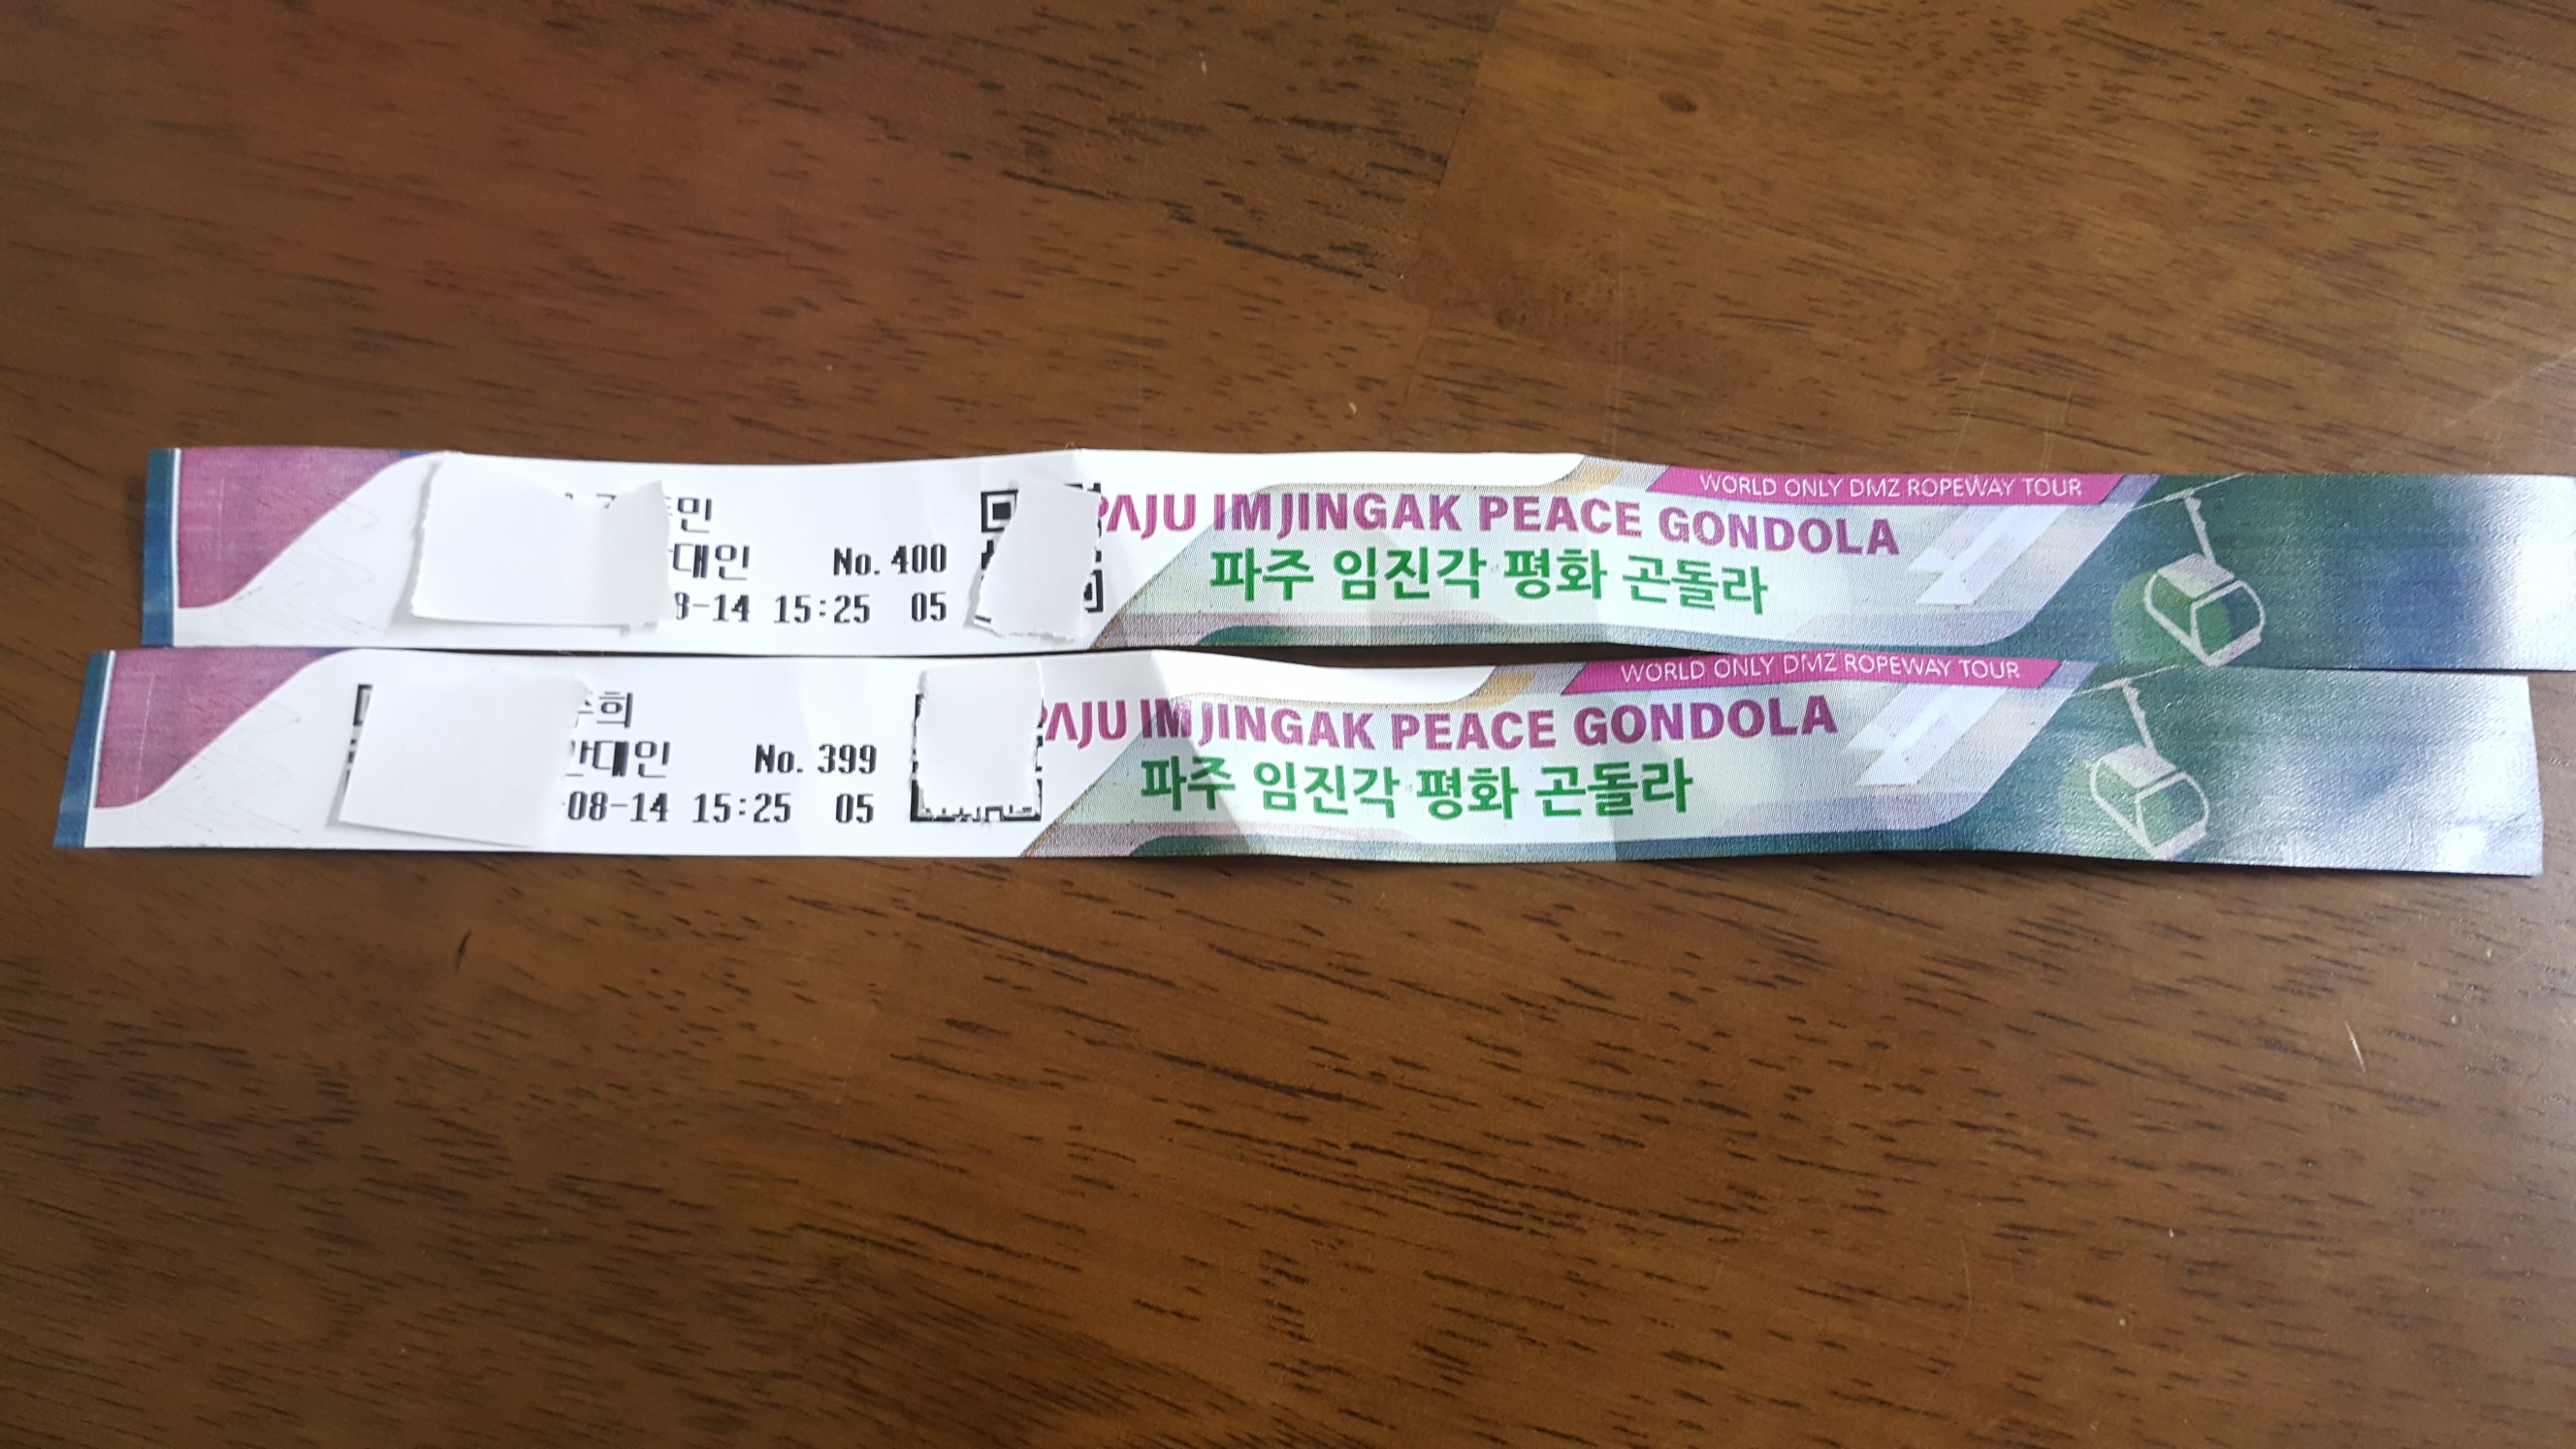 민
대인 No. 400
-14 15:25 05
WORLD ONLY DMZ ROPEWAY TOUR
PAJU IMJINGAK PEACE GONDOLA
파주 임진각 평화 곤돌라
희
대인 No. 399
08-14 15:25 05
WORLD ONLY DMZ ROPEWAY TOUR
PAJU IMJINGAK PEACE GONDOLA
파주 임진각 평화 곤돌라